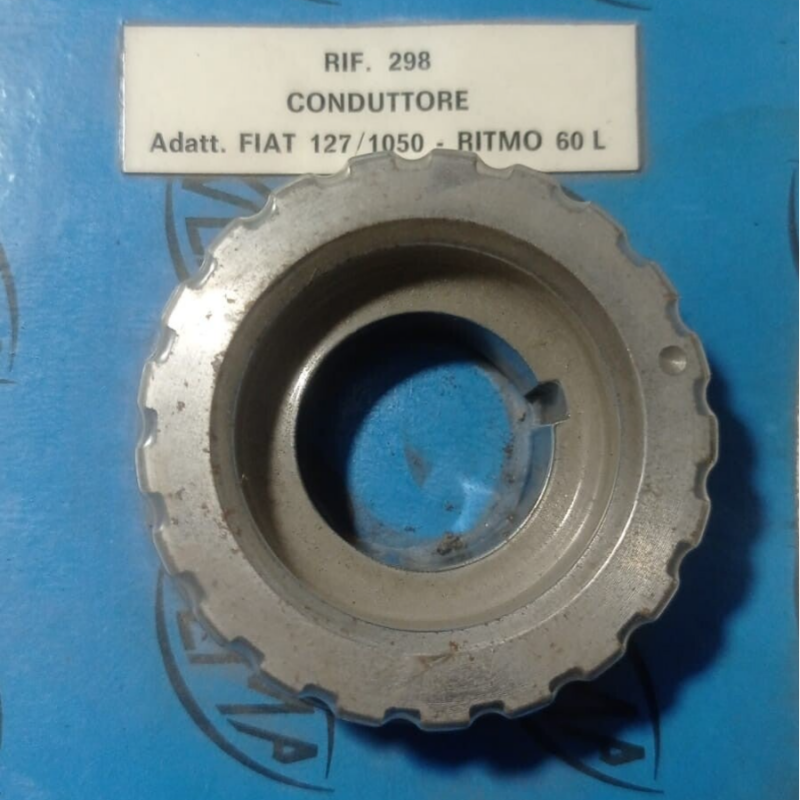 RIF. 298
CONDUTTORE
Adatt. FIAT 127/1050 - RITMO 60 L